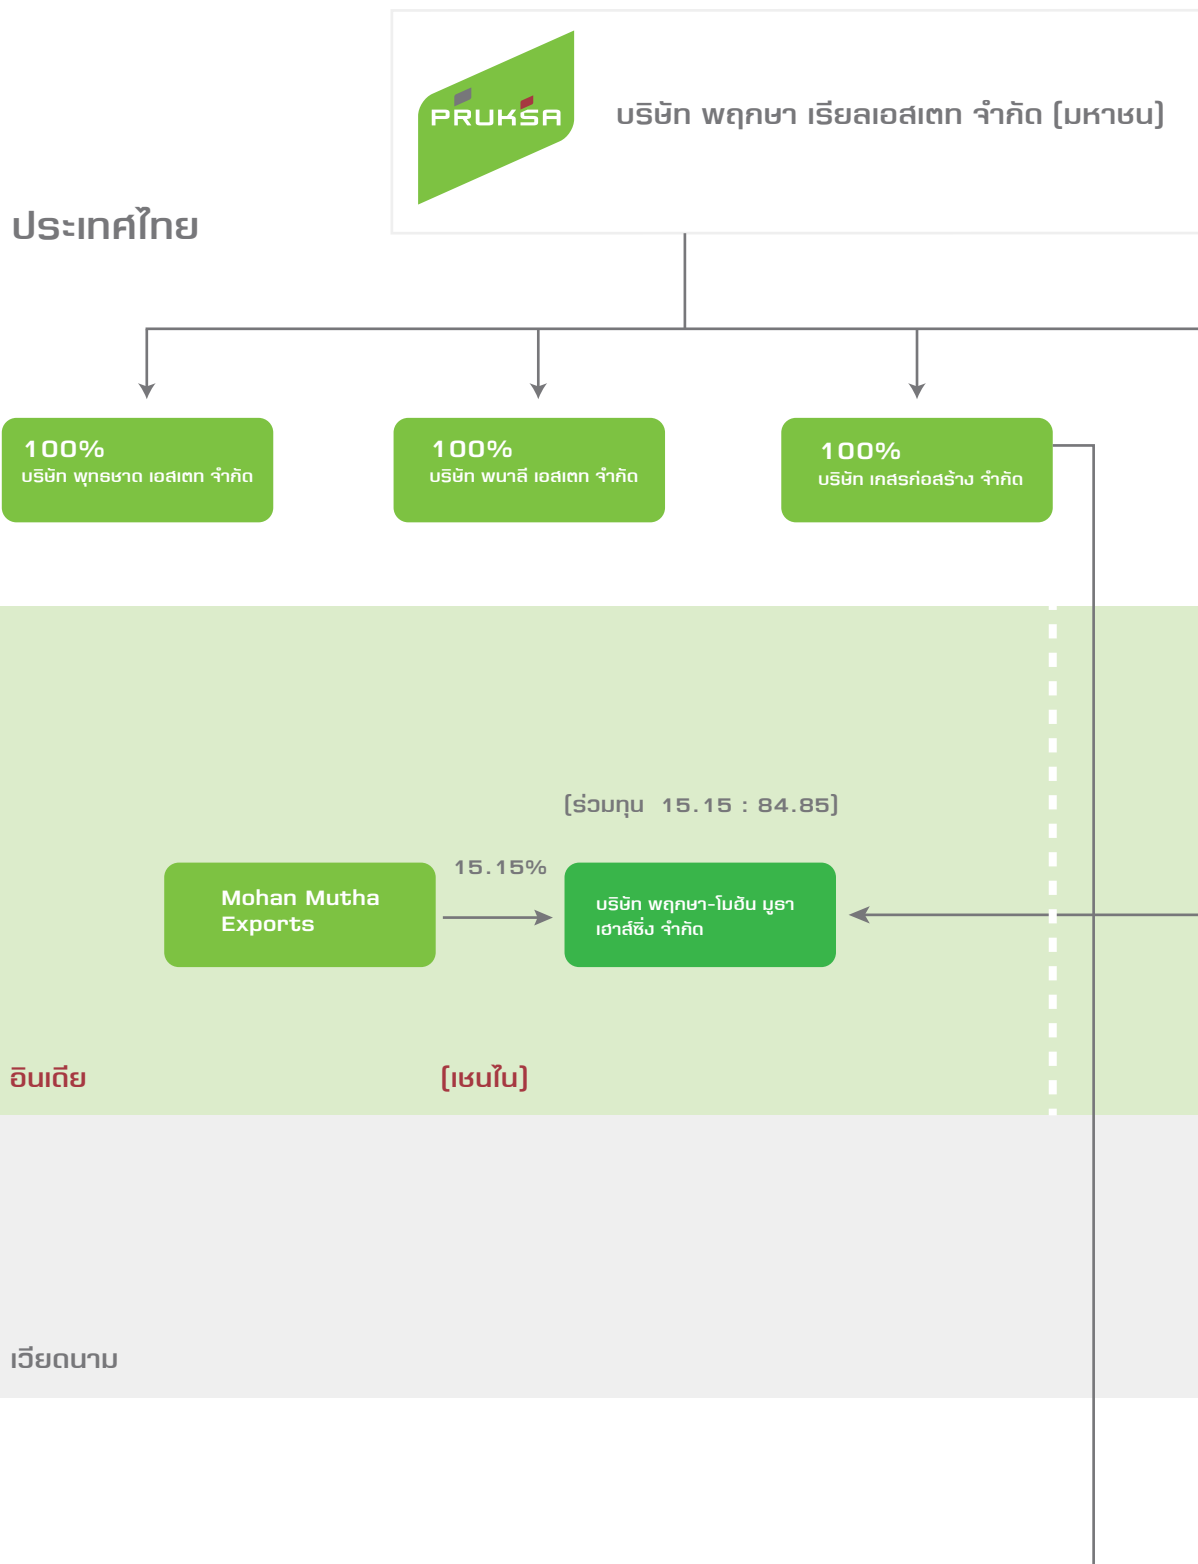 PRUKSA
บริษัท พฤกษา เรียลเอสเตท จำกัด (มหาชน)
ประเทศไทย
100%
บริษัท พุทธชาด เอสเตท จำกัด
100%
บริษัท พนาลี เอสเตท จำกัด
100%
บริษัท เกสรก่อสร้าง จำกัด
(ร่วมทุน 15.15 : 84.85)
15.15%
Mohan Mutha
Exports
บริษัท พฤกษา-โมฮัน มูธา
เฮาส์ซิ่ง จำกัด
อินเดีย
(เชนไน)
เวียดนาม